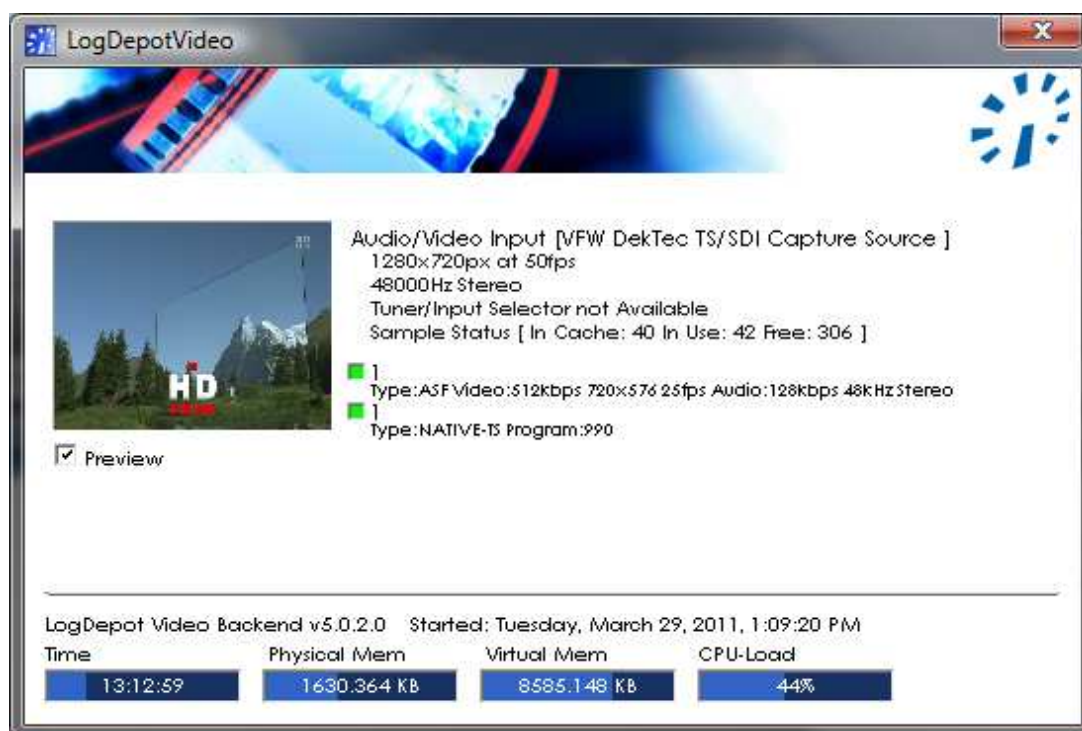 LogDepotVideo
Audio/Video Input [VFW DekTec TS/SDI Capture Source ]
1280x720px at 50fps
48000Hz Stereo
Tuner/Input Selector not Available
Sample Status [ In Cache: 40 In Use: 42 Free: 306 ]
1
Type:ASF Video:512Kbps 720x576 25fps Audio:128Kbps 48KHz Stereo
1
Type:NATIVE-TS Program:990
HD
Preview
LogDepot Video Backend v5.0.2.0 Started: Tuesday, March 29, 2011, 1:09:20 PM
Time Physical Mem Virtual Mem CPU-Load
13:12:59 1630.364 KB 8585.148 KB 44%